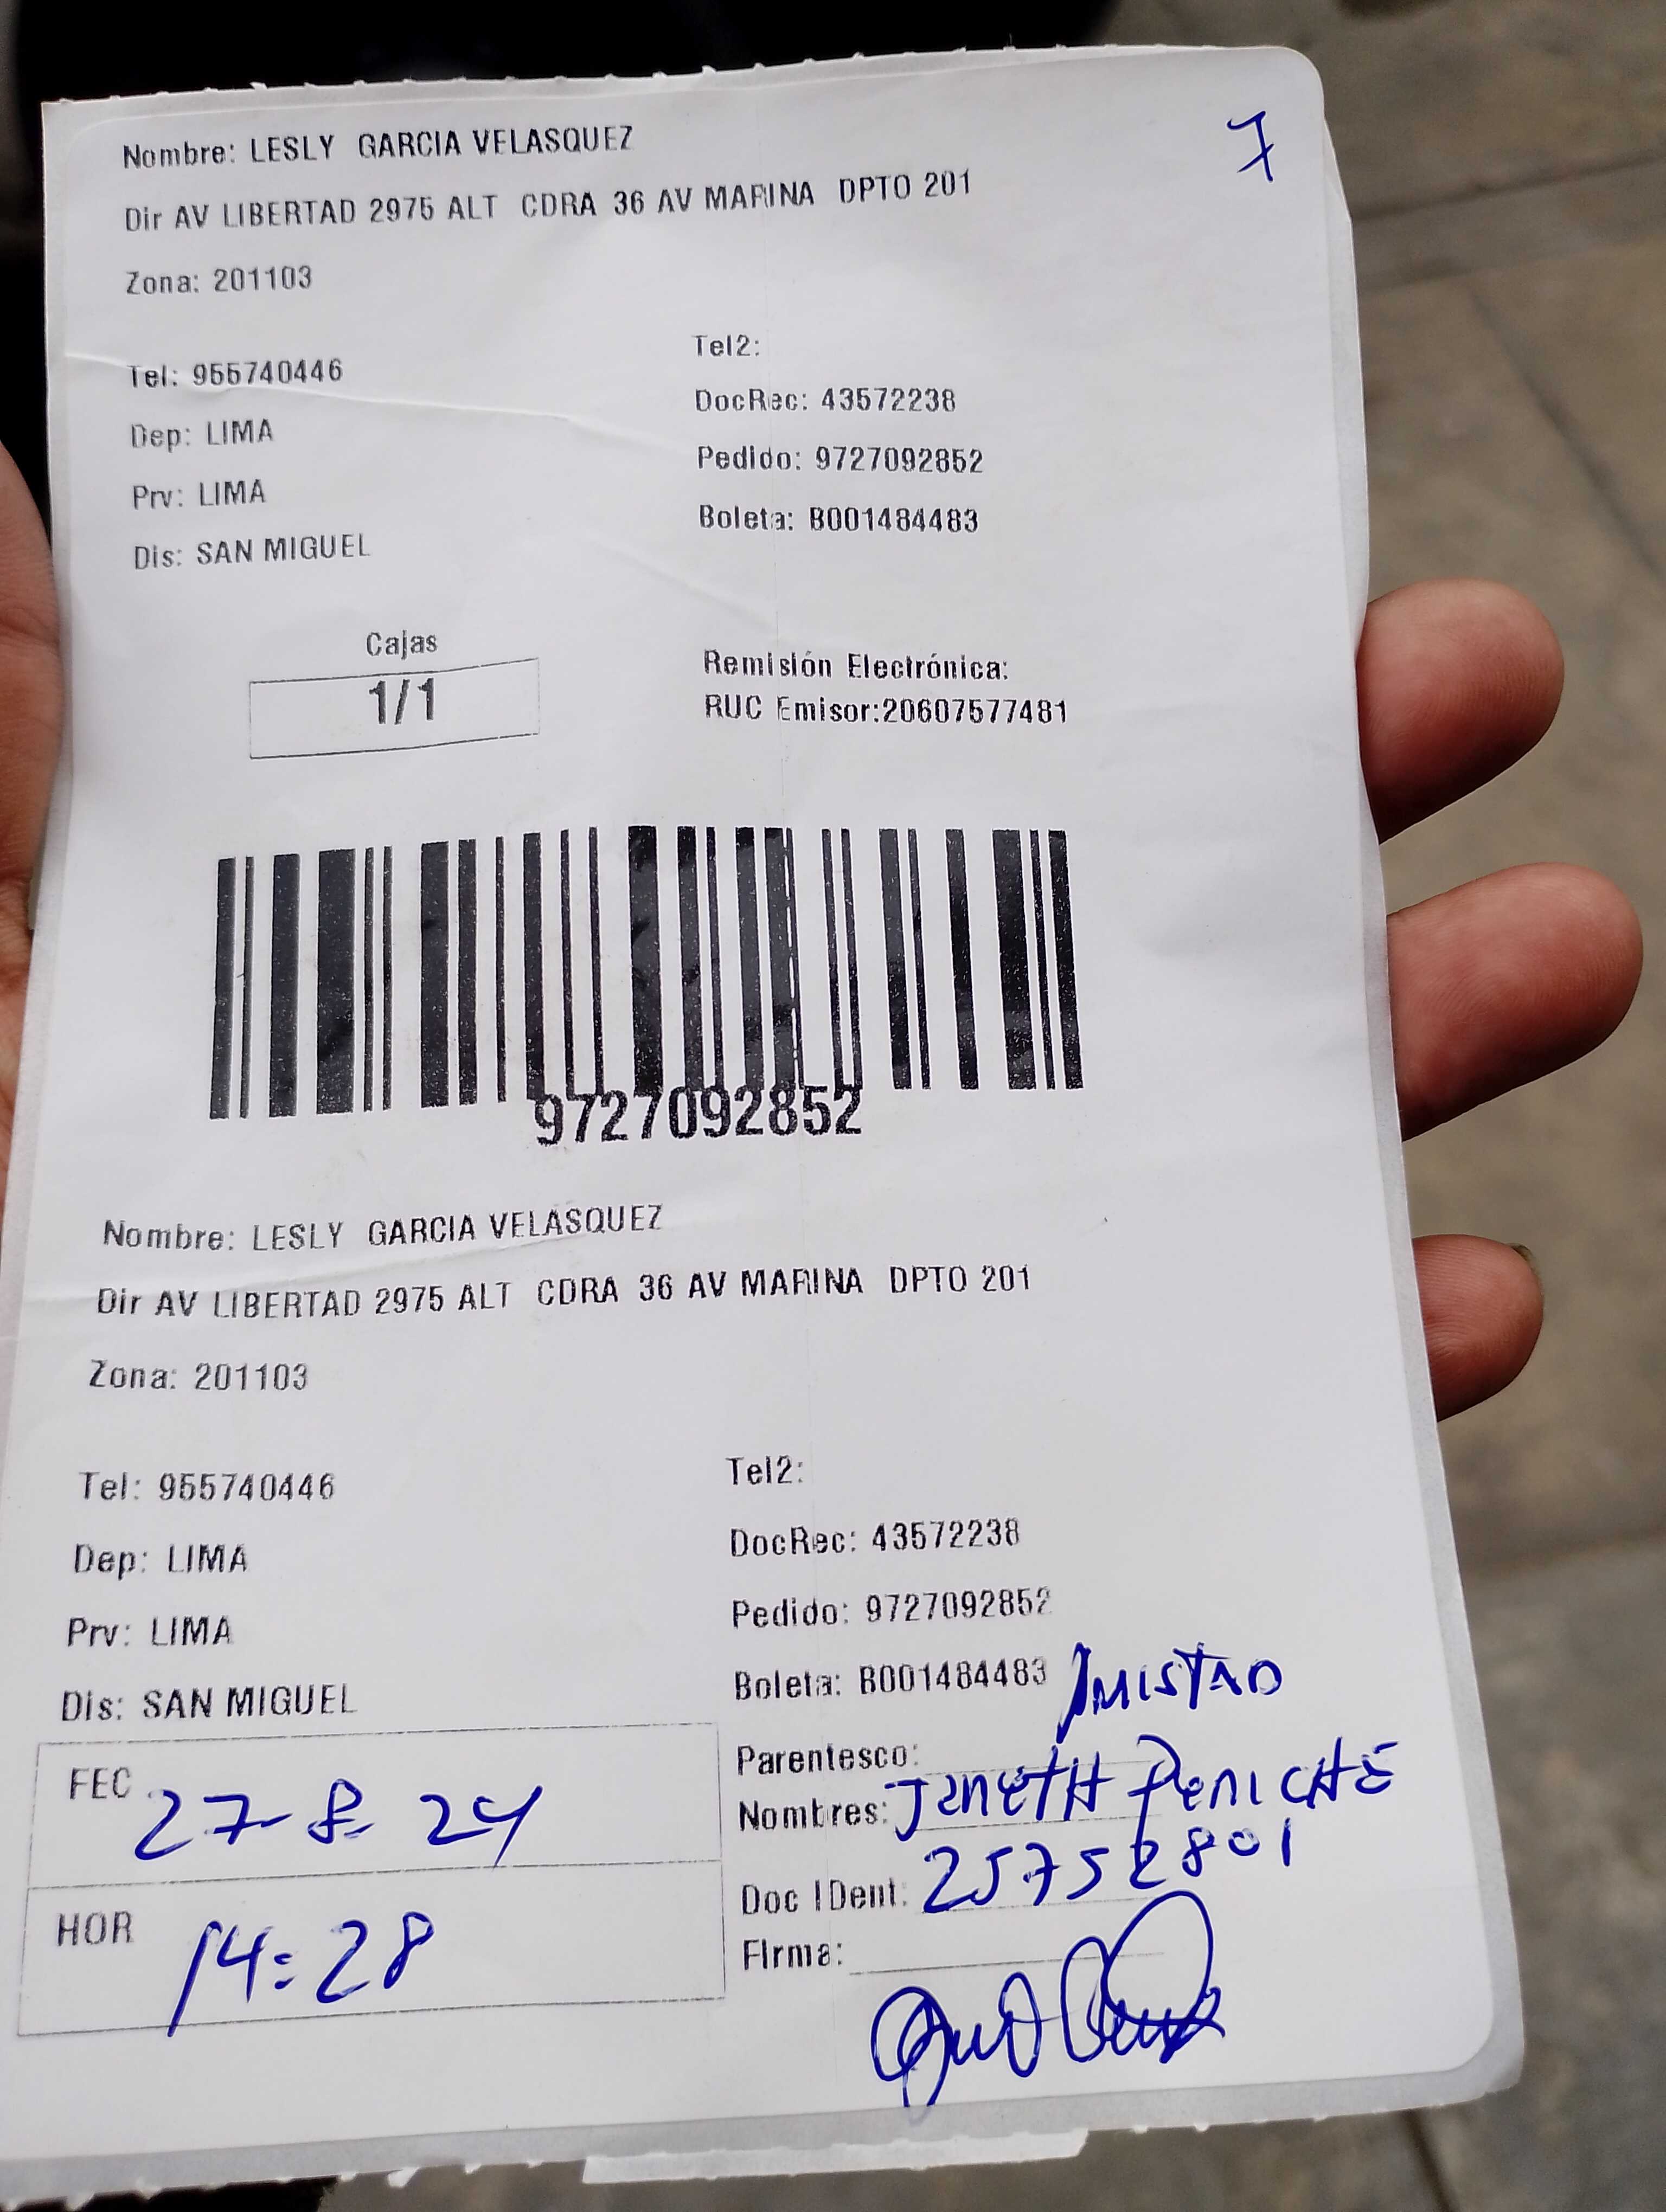 7
Nombre: LESLY GARCIA VELASQUEZ
Dir AV LIBERTAD 2975 ALT CDRA 36 AV MARINA DPTO 201
Zona: 201103
Tel: 955740446
Tel2:
DocRec: 43572238
Dep: LIMA
Pedido: 9727092852
Prv: LIMA
Boleta: B001484483
Dis: SAN MIGUEL
Cajas
1/1
Remisión Electrónica:
RUC Emisor:20607577481
9727092852
Nombre: LESLY GARCIA VELASQUEZ
Dir AV LIBERTAD 2975 ALT CDRA 36 AV MARINA DPTO 201
Zona: 201103
Tel: 955740446
Tel2:
DocRec: 43572238
Dep: LIMA
Pedido: 9727092852
Prv: LIMA
Boleta: B001484483
Dis: SAN MIGUEL
Parentesco: AMISTAD
FEC 27-8-24
Nombres: JANETH PENICHE
Doc IDent: 25752801
HOR 14:28
Firma: